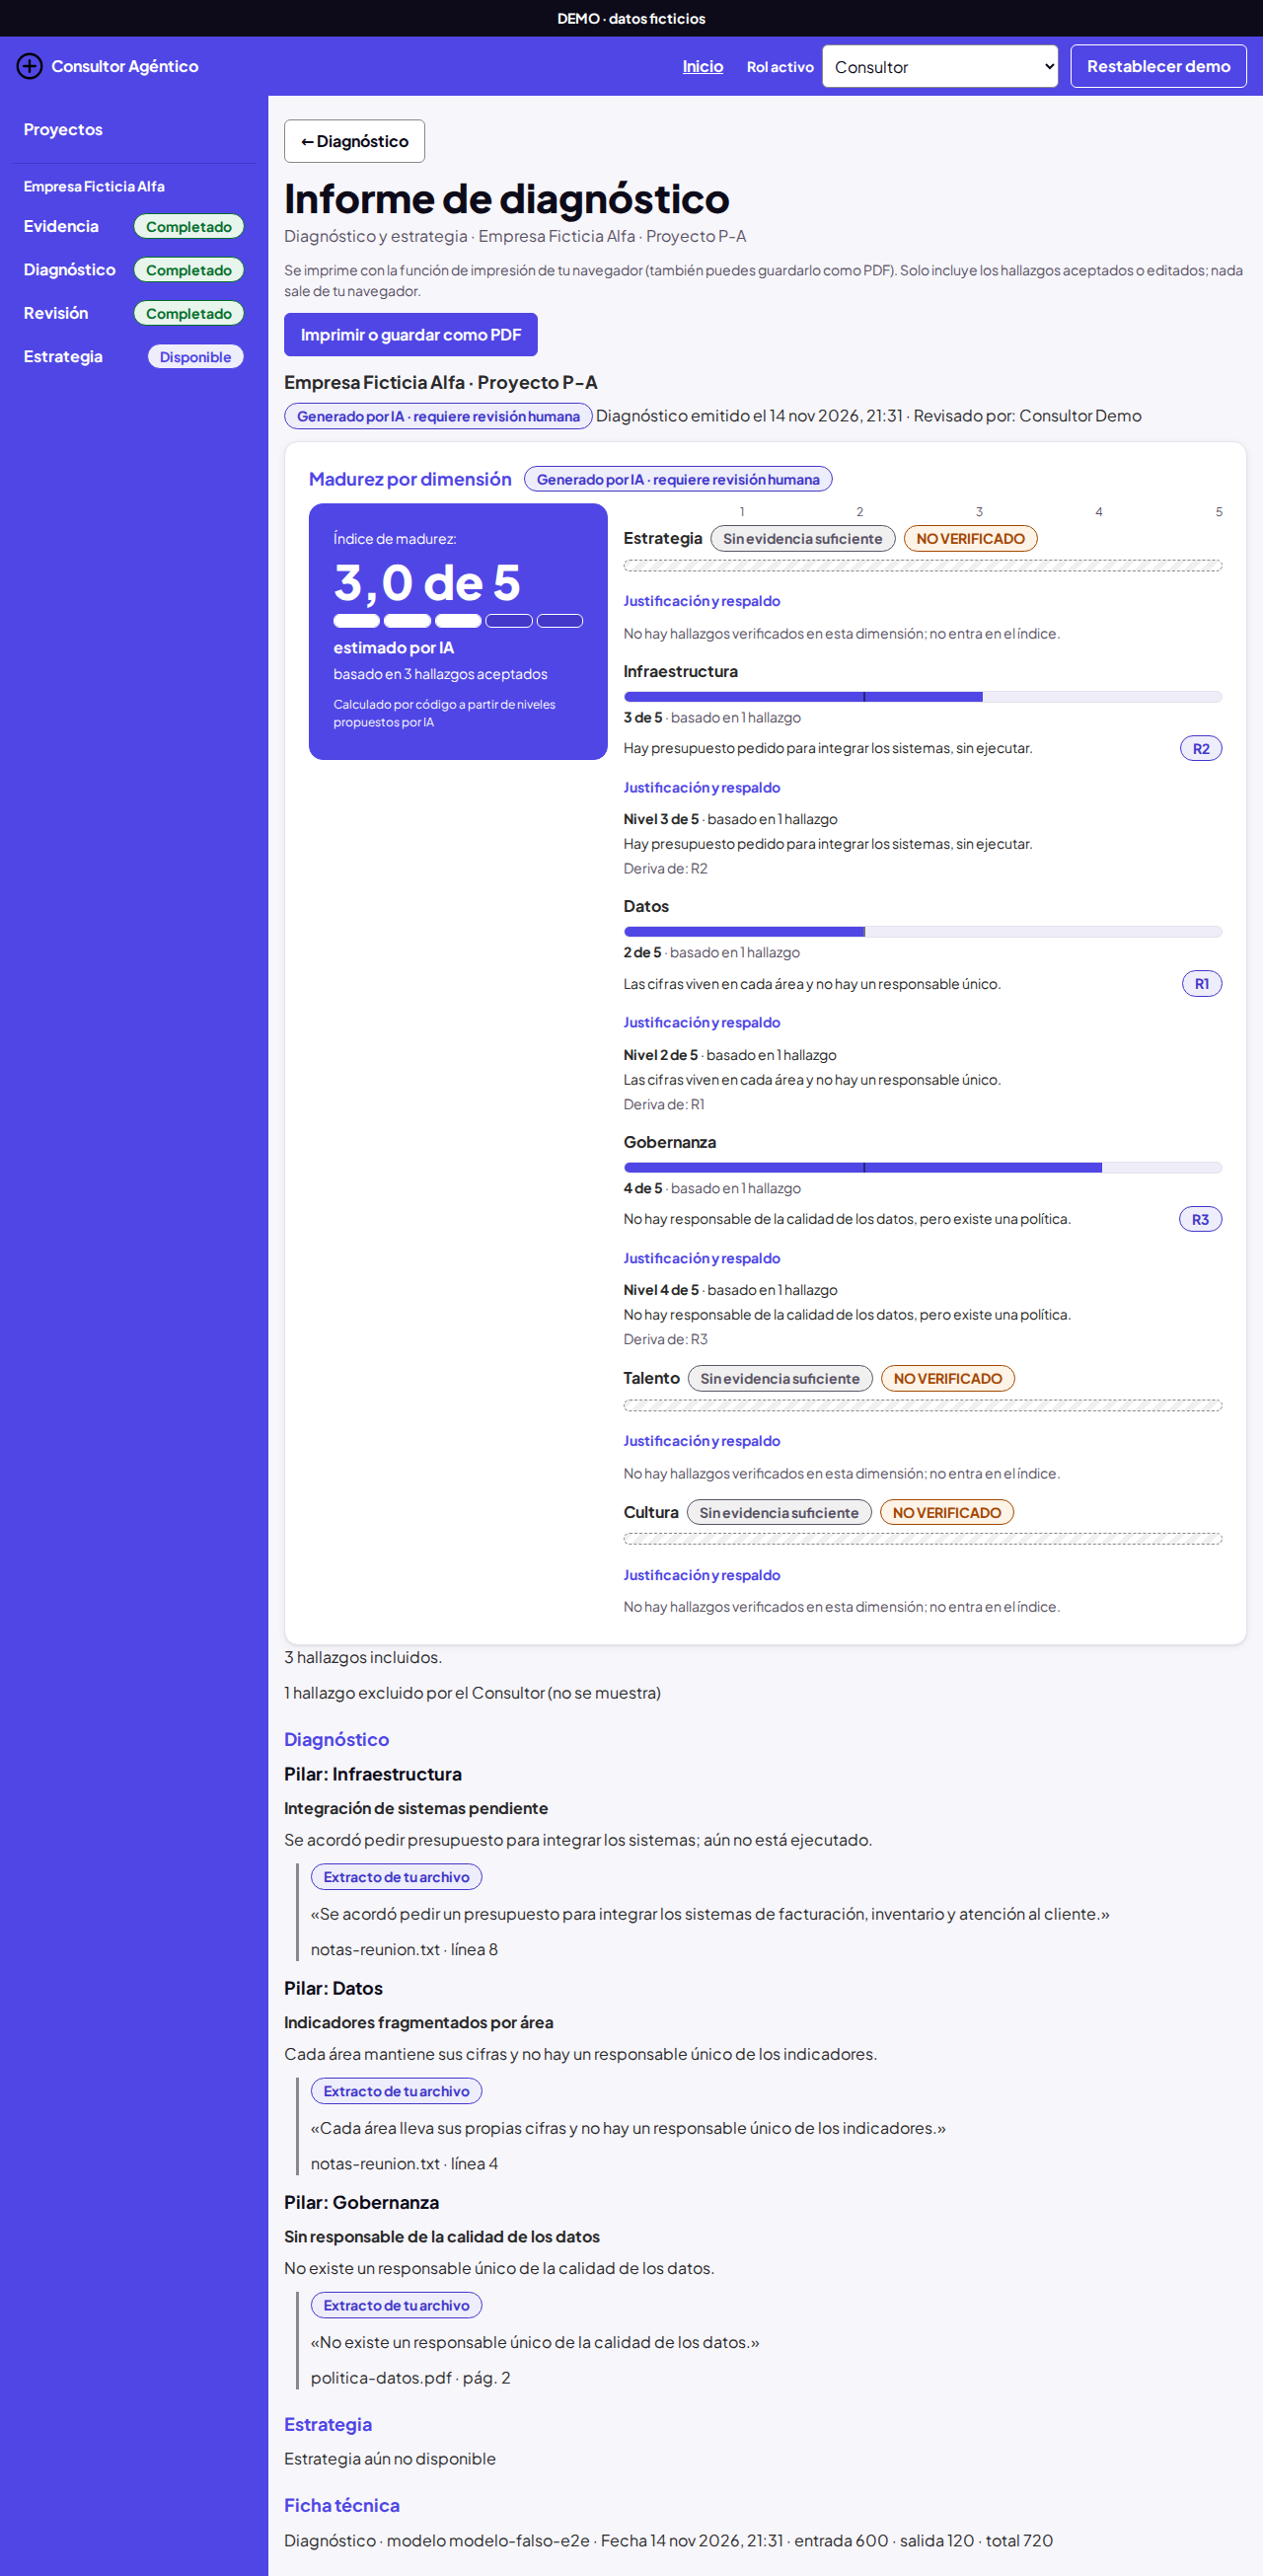 DEMO · datos ficticios
Consultor Agéntico
Inicio
Rol activo
Consultor
Restablecer demo
Proyectos
Empresa Ficticia Alfa
Evidencia
Completado
Diagnóstico
Completado
Revisión
Completado
Estrategia
Disponible
← Diagnóstico
Informe de diagnóstico
Diagnóstico y estrategia · Empresa Ficticia Alfa · Proyecto P-A
Se imprime con la función de impresión de tu navegador (también puedes guardarlo como PDF). Solo incluye los hallazgos aceptados o editados; nada
sale de tu navegador.
Imprimir o guardar como PDF
Empresa Ficticia Alfa · Proyecto P-A
Generado por IA · requiere revisión humana Diagnóstico emitido el 14 nov 2026, 21:31 · Revisado por: Consultor Demo
Madurez por dimensión
Generado por IA · requiere revisión humana
Índice de madurez:
3,0 de 5
estimado por IA
basado en 3 hallazgos aceptados
Calculado por código a partir de niveles
propuestos por IA
1 2 3 4 5
Estrategia Sin evidencia suficiente NO VERIFICADO
Justificación y respaldo
No hay hallazgos verificados en esta dimensión; no entra en el índice.
Infraestructura
3 de 5 · basado en 1 hallazgo
Hay presupuesto pedido para integrar los sistemas, sin ejecutar. R2
Justificación y respaldo
Nivel 3 de 5 · basado en 1 hallazgo
Hay presupuesto pedido para integrar los sistemas, sin ejecutar.
Deriva de: R2
Datos
2 de 5 · basado en 1 hallazgo
Las cifras viven en cada área y no hay un responsable único. R1
Justificación y respaldo
Nivel 2 de 5 · basado en 1 hallazgo
Las cifras viven en cada área y no hay un responsable único.
Deriva de: R1
Gobernanza
4 de 5 · basado en 1 hallazgo
No hay responsable de la calidad de los datos, pero existe una política. R3
Justificación y respaldo
Nivel 4 de 5 · basado en 1 hallazgo
No hay responsable de la calidad de los datos, pero existe una política.
Deriva de: R3
Talento Sin evidencia suficiente NO VERIFICADO
Justificación y respaldo
No hay hallazgos verificados en esta dimensión; no entra en el índice.
Cultura Sin evidencia suficiente NO VERIFICADO
Justificación y respaldo
No hay hallazgos verificados en esta dimensión; no entra en el índice.
3 hallazgos incluidos.
1 hallazgo excluido por el Consultor (no se muestra)
Diagnóstico
Pilar: Infraestructura
Integración de sistemas pendiente
Se acordó pedir presupuesto para integrar los sistemas; aún no está ejecutado.
Extracto de tu archivo
«Se acordó pedir un presupuesto para integrar los sistemas de facturación, inventario y atención al cliente.»
notas-reunion.txt · línea 8
Pilar: Datos
Indicadores fragmentados por área
Cada área mantiene sus cifras y no hay un responsable único de los indicadores.
Extracto de tu archivo
«Cada área lleva sus propias cifras y no hay un responsable único de los indicadores.»
notas-reunion.txt · línea 4
Pilar: Gobernanza
Sin responsable de la calidad de los datos
No existe un responsable único de la calidad de los datos.
Extracto de tu archivo
«No existe un responsable único de la calidad de los datos.»
politica-datos.pdf · pág. 2
Estrategia
Estrategia aún no disponible
Ficha técnica
Diagnóstico · modelo modelo-falso-e2e · Fecha 14 nov 2026, 21:31 · entrada 600 · salida 120 · total 720